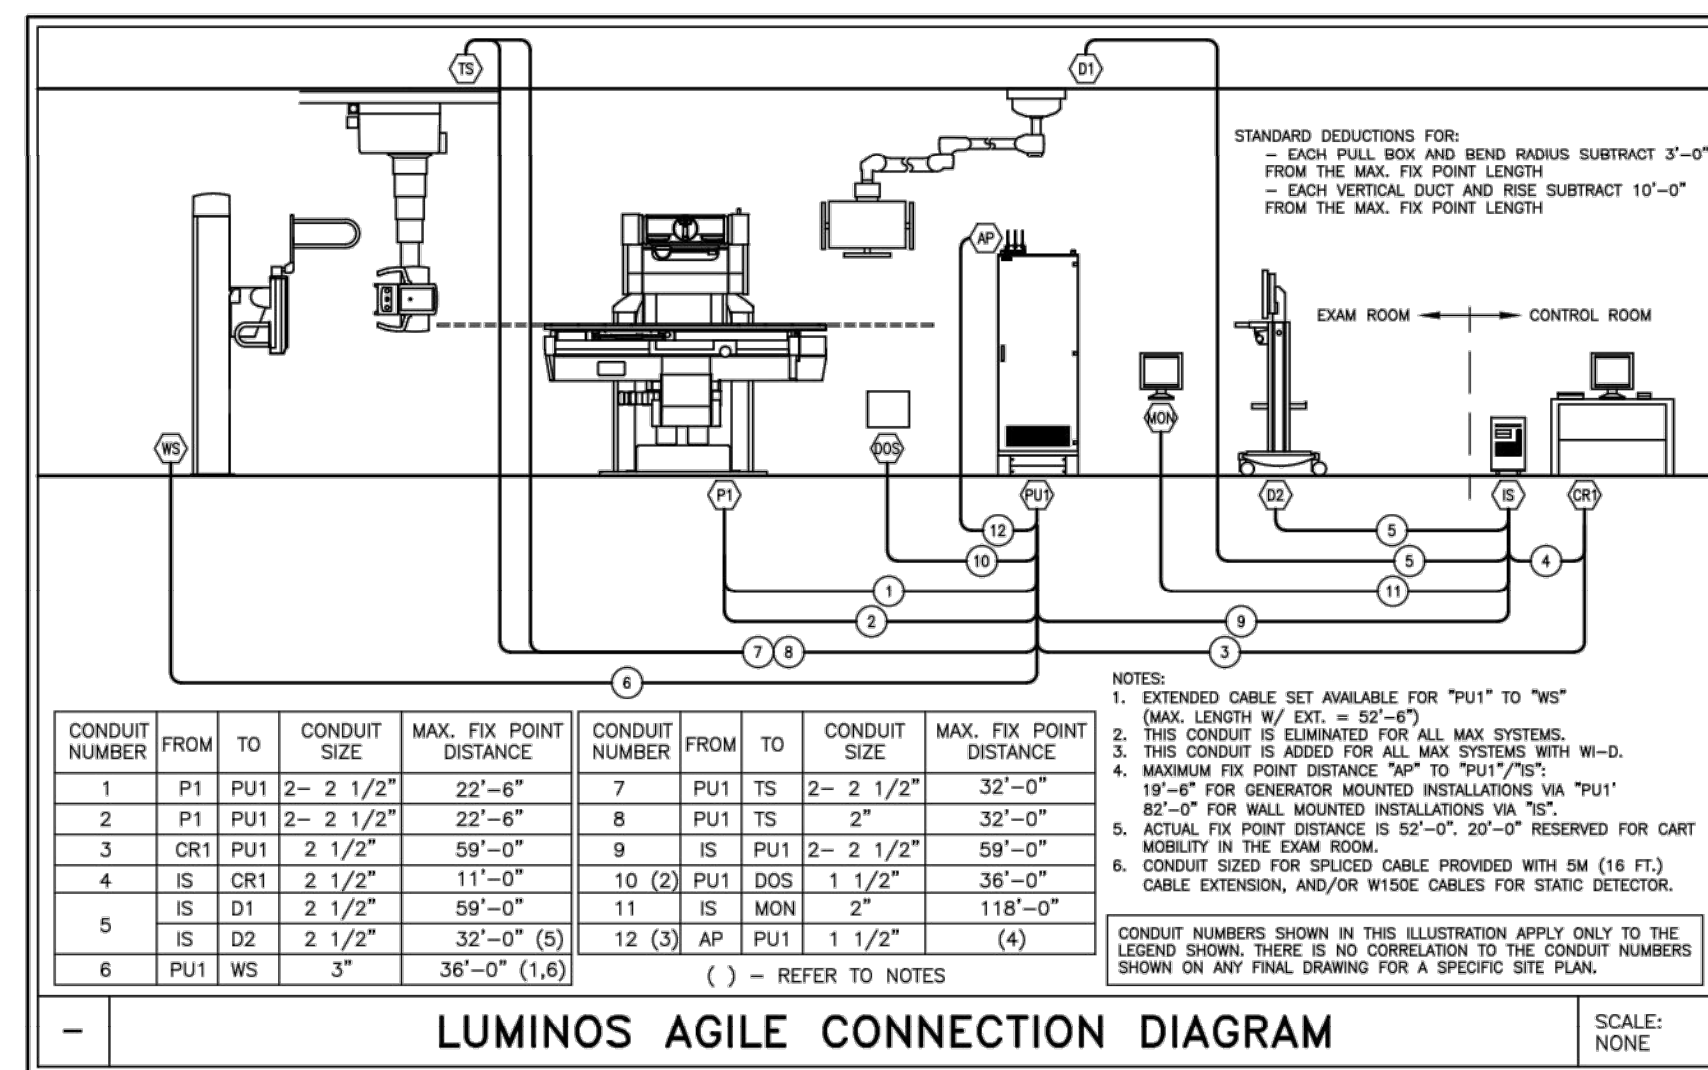 TS
D1
STANDARD DEDUCTIONS FOR:
– EACH PULL BOX AND BEND RADIUS SUBTRACT 3'–0"
FROM THE MAX. FIX POINT LENGTH
– EACH VERTICAL DUCT AND RISE SUBTRACT 10'–0"
FROM THE MAX. FIX POINT LENGTH
AP
EXAM ROOM
CONTROL ROOM
MON
WS
DOS
P1
PU1
D2
IS
CR1
12
5
10
5
4
1
11
2
9
7
8
3
6
CONDUIT NUMBER FROM TO CONDUIT SIZE MAX. FIX POINT DISTANCE
1 P1 PU1 2– 2 1/2" 22'–6"
2 P1 PU1 2– 2 1/2" 22'–6"
3 CR1 PU1 2 1/2" 59'–0"
4 IS CR1 2 1/2" 11'–0"
5 IS D1 2 1/2" 59'–0"
IS D2 2 1/2" 32'–0" (5)
6 PU1 WS 3" 36'–0" (1,6)
CONDUIT NUMBER FROM TO CONDUIT SIZE MAX. FIX POINT DISTANCE
7 PU1 TS 2– 2 1/2" 32'–0"
8 PU1 TS 2" 32'–0"
9 IS PU1 2– 2 1/2" 59'–0"
10 (2) PU1 DOS 1 1/2" 36'–0"
11 IS MON 2" 118'–0"
12 (3) AP PU1 1 1/2" (4)
( ) – REFER TO NOTES
NOTES:
1. EXTENDED CABLE SET AVAILABLE FOR "PU1" TO "WS"
(MAX. LENGTH W/ EXT. = 52'–6")
2. THIS CONDUIT IS ELIMINATED FOR ALL MAX SYSTEMS.
3. THIS CONDUIT IS ADDED FOR ALL MAX SYSTEMS WITH WI–D.
4. MAXIMUM FIX POINT DISTANCE "AP" TO "PU1"/"IS":
19'–6" FOR GENERATOR MOUNTED INSTALLATIONS VIA "PU1'
82'–0" FOR WALL MOUNTED INSTALLATIONS VIA "IS".
5. ACTUAL FIX POINT DISTANCE IS 52'–0". 20'–0" RESERVED FOR CART
MOBILITY IN THE EXAM ROOM.
6. CONDUIT SIZED FOR SPLICED CABLE PROVIDED WITH 5M (16 FT.)
CABLE EXTENSION, AND/OR W150E CABLES FOR STATIC DETECTOR.
CONDUIT NUMBERS SHOWN IN THIS ILLUSTRATION APPLY ONLY TO THE
LEGEND SHOWN. THERE IS NO CORRELATION TO THE CONDUIT NUMBERS
SHOWN ON ANY FINAL DRAWING FOR A SPECIFIC SITE PLAN.
–
LUMINOS AGILE CONNECTION DIAGRAM
SCALE:
NONE